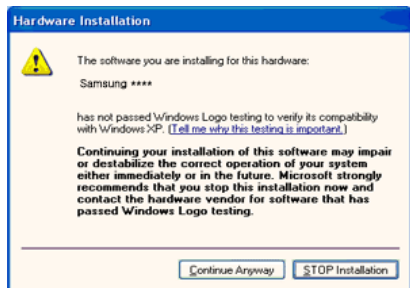 Hardware Installation
The software you are installing for this hardware:
Samsung ****
has not passed Windows Logo testing to verify its compatibility
with Windows XP. (Tell me why this testing is important.)
Continuing your installation of this software may impair
or destabilize the correct operation of your system
either immediately or in the future. Microsoft strongly
recommends that you stop this installation now and
contact the hardware vendor for software that has
passed Windows Logo testing.
Continue Anyway STOP Installation